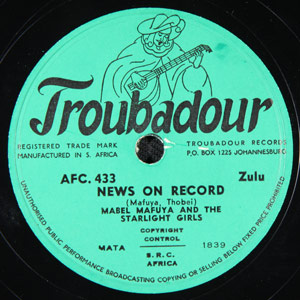 Troubadour
REGISTERED TRADE MARK
MANUFACTURED IN S. AFRICA
TROUBADOUR RECORDS
P.O. BOX 1225 JOHANNESBURG
AFC. 433
Zulu
NEWS ON RECORD
(Mafuya, Thobei)
MABEL MAFUYA AND THE
STARLIGHT GIRLS
COPYRIGHT
CONTROL
MATA
1839
S.R.C.
AFRICA
UNAUTHORISED PUBLIC PERFORMANCE BROADCASTING COPYING OR SELLING BELOW FIXED PRICE PROHIBITED